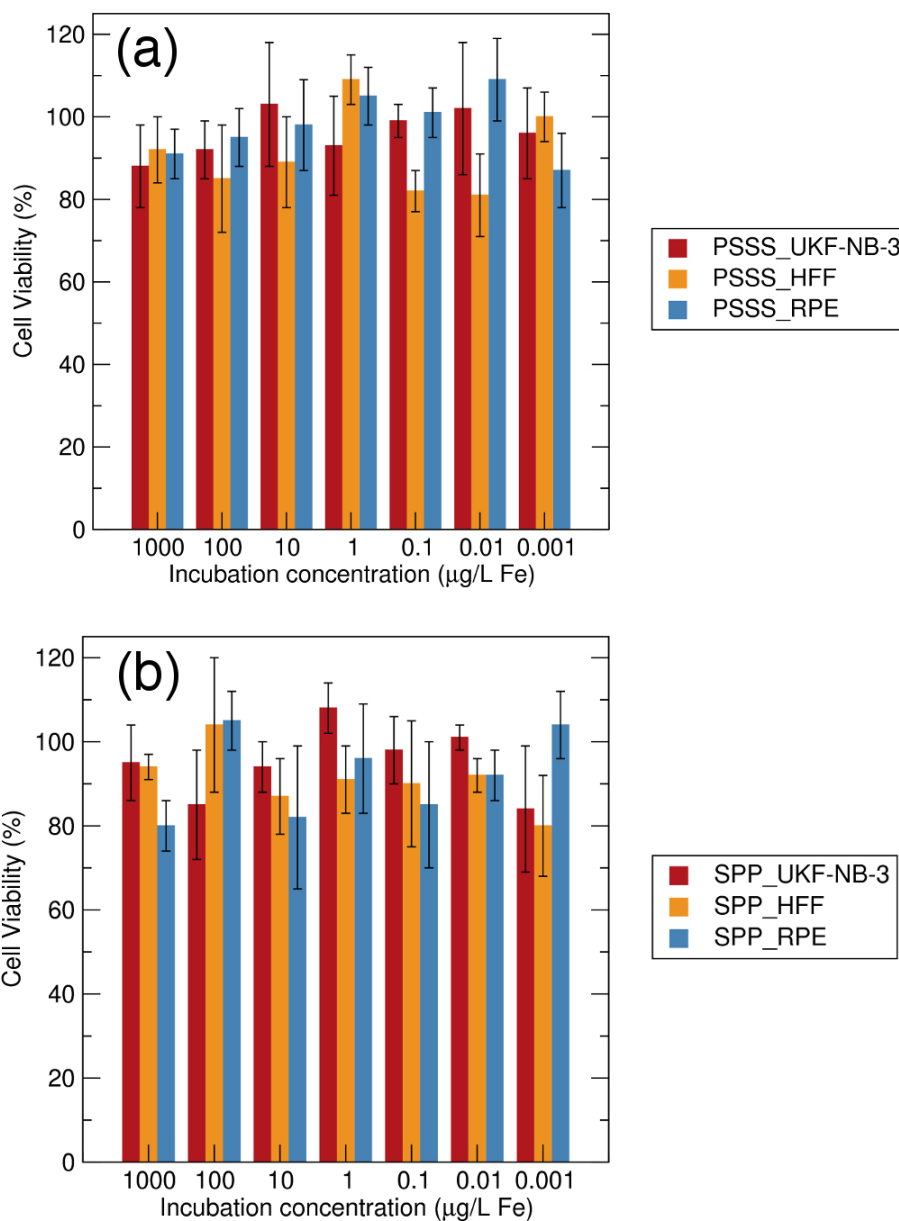 (a)
120
100
80
60
40
20
0
Cell Viability (%)
1000 100 10 1 0.1 0.01 0.001
Incubation concentration (μg/L Fe)
PSSS_UKF-NB-3
PSSS_HFF
PSSS_RPE
(b)
120
100
80
60
40
20
0
Cell Viability (%)
1000 100 10 1 0.1 0.01 0.001
Incubation concentration (μg/L Fe)
SPP_UKF-NB-3
SPP_HFF
SPP_RPE